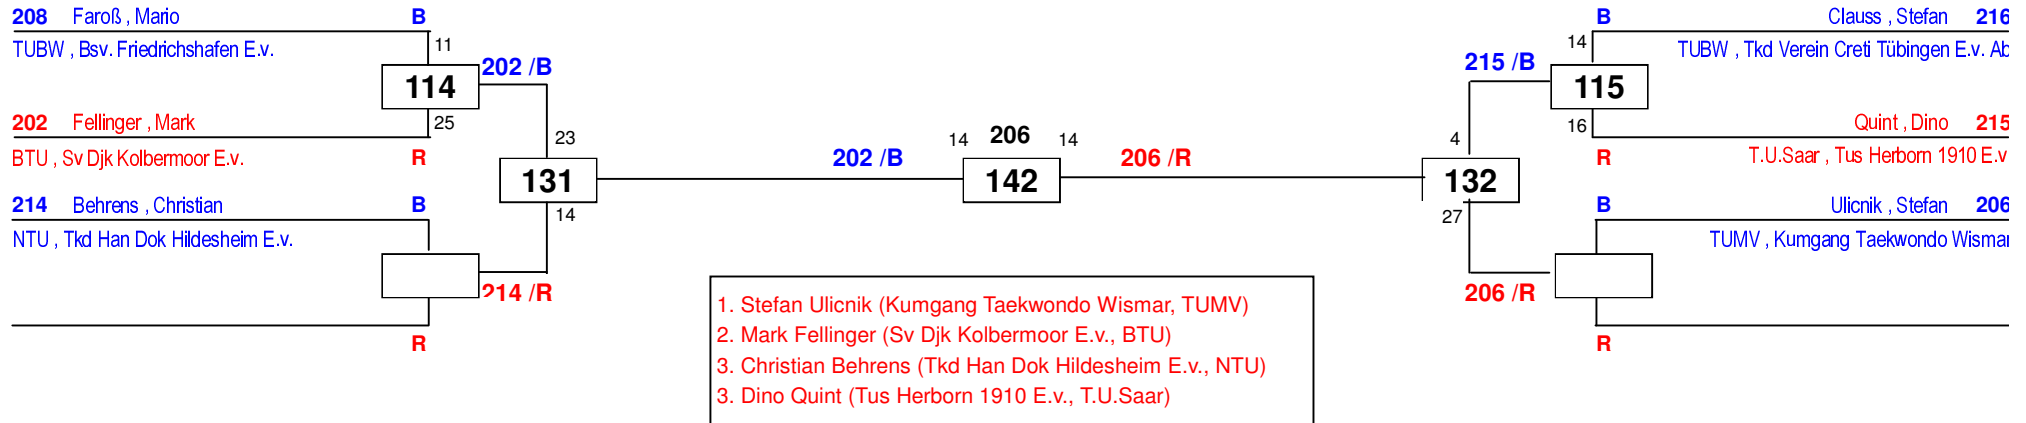 208 Faroß , Mario B
TUBW , Bsv. Friedrichshafen E.v.
11
114
202 /B
25
202 Fellinger , Mark
BTU , Sv Djk Kolbermoor E.v. R
23
131
14
214 Behrens , Christian B
NTU , Tkd Han Dok Hildesheim E.v.
214 /R
R
202 /B
14 206 14
142
206 /R
B Clauss , Stefan 216
14
TUBW , Tkd Verein Creti Tübingen E.v. Ab
215 /B
115
16
Quint , Dino 215
R T.U.Saar , Tus Herborn 1910 E.v
4
132
27
B Ulicnik , Stefan 206
TUMV , Kumgang Taekwondo Wismar
206 /R
R
1. Stefan Ulicnik (Kumgang Taekwondo Wismar, TUMV)
2. Mark Fellinger (Sv Djk Kolbermoor E.v., BTU)
3. Christian Behrens (Tkd Han Dok Hildesheim E.v., NTU)
3. Dino Quint (Tus Herborn 1910 E.v., T.U.Saar)